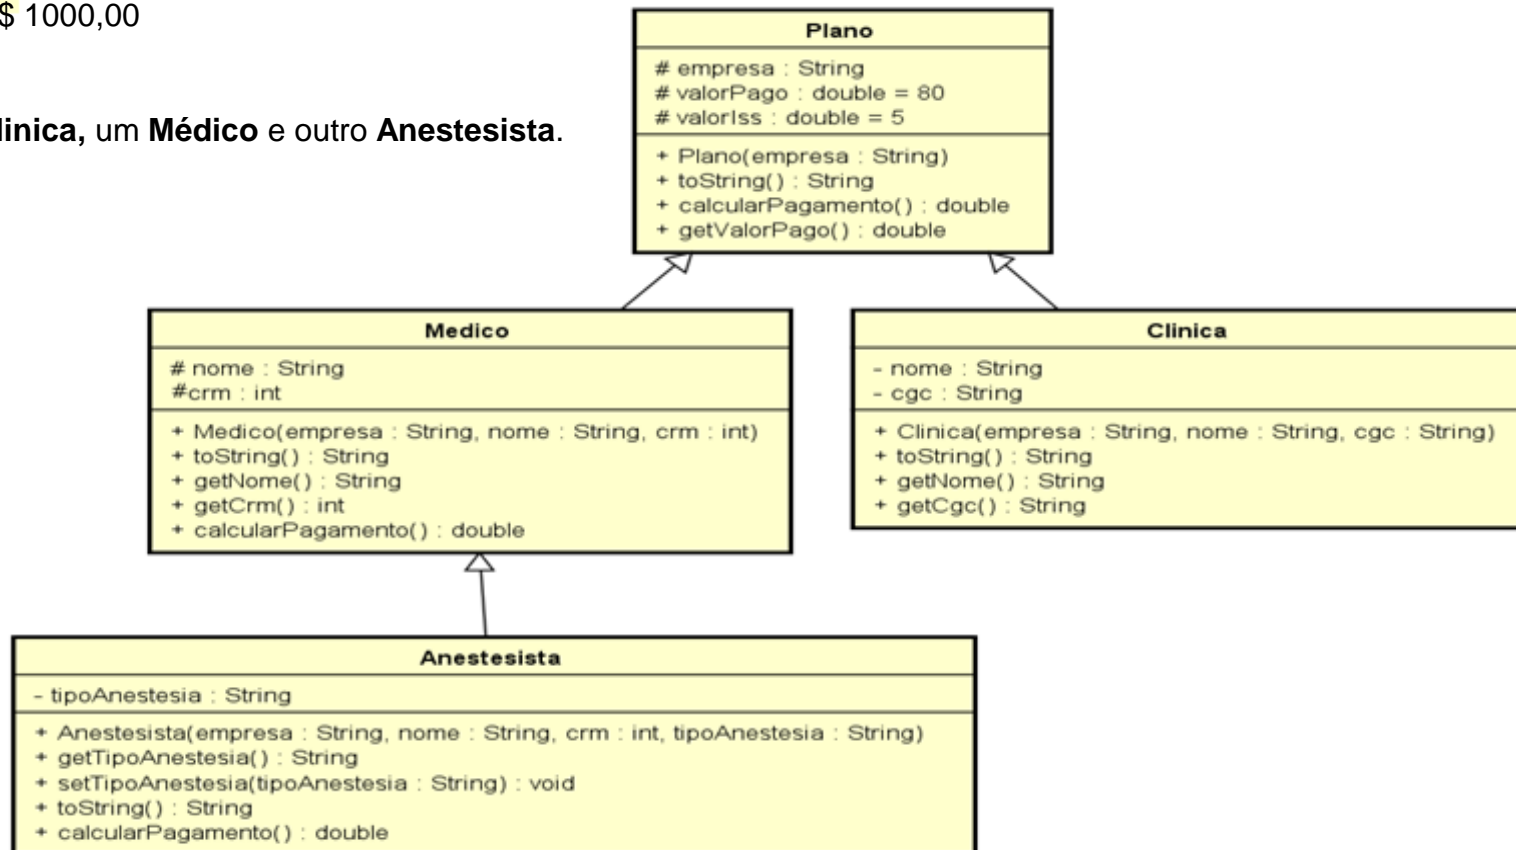 $ 1000,00
linica, um Médico e outro Anestesista.
Plano
# empresa : String
# valorPago : double = 80
# valorIss : double = 5
+ Plano(empresa : String)
+ toString() : String
+ calcularPagamento() : double
+ getValorPago() : double
Medico
# nome : String
#crm : int
+ Medico(empresa : String, nome : String, crm : int)
+ toString() : String
+ getNome() : String
+ getCrm() : int
+ calcularPagamento() : double
Clinica
- nome : String
- cgc : String
+ Clinica(empresa : String, nome : String, cgc : String)
+ toString() : String
+ getNome() : String
+ getCgc() : String
Anestesista
- tipoAnestesia : String
+ Anestesista(empresa : String, nome : String, crm : int, tipoAnestesia : String)
+ getTipoAnestesia() : String
+ setTipoAnestesia(tipoAnestesia : String) : void
+ toString() : String
+ calcularPagamento() : double